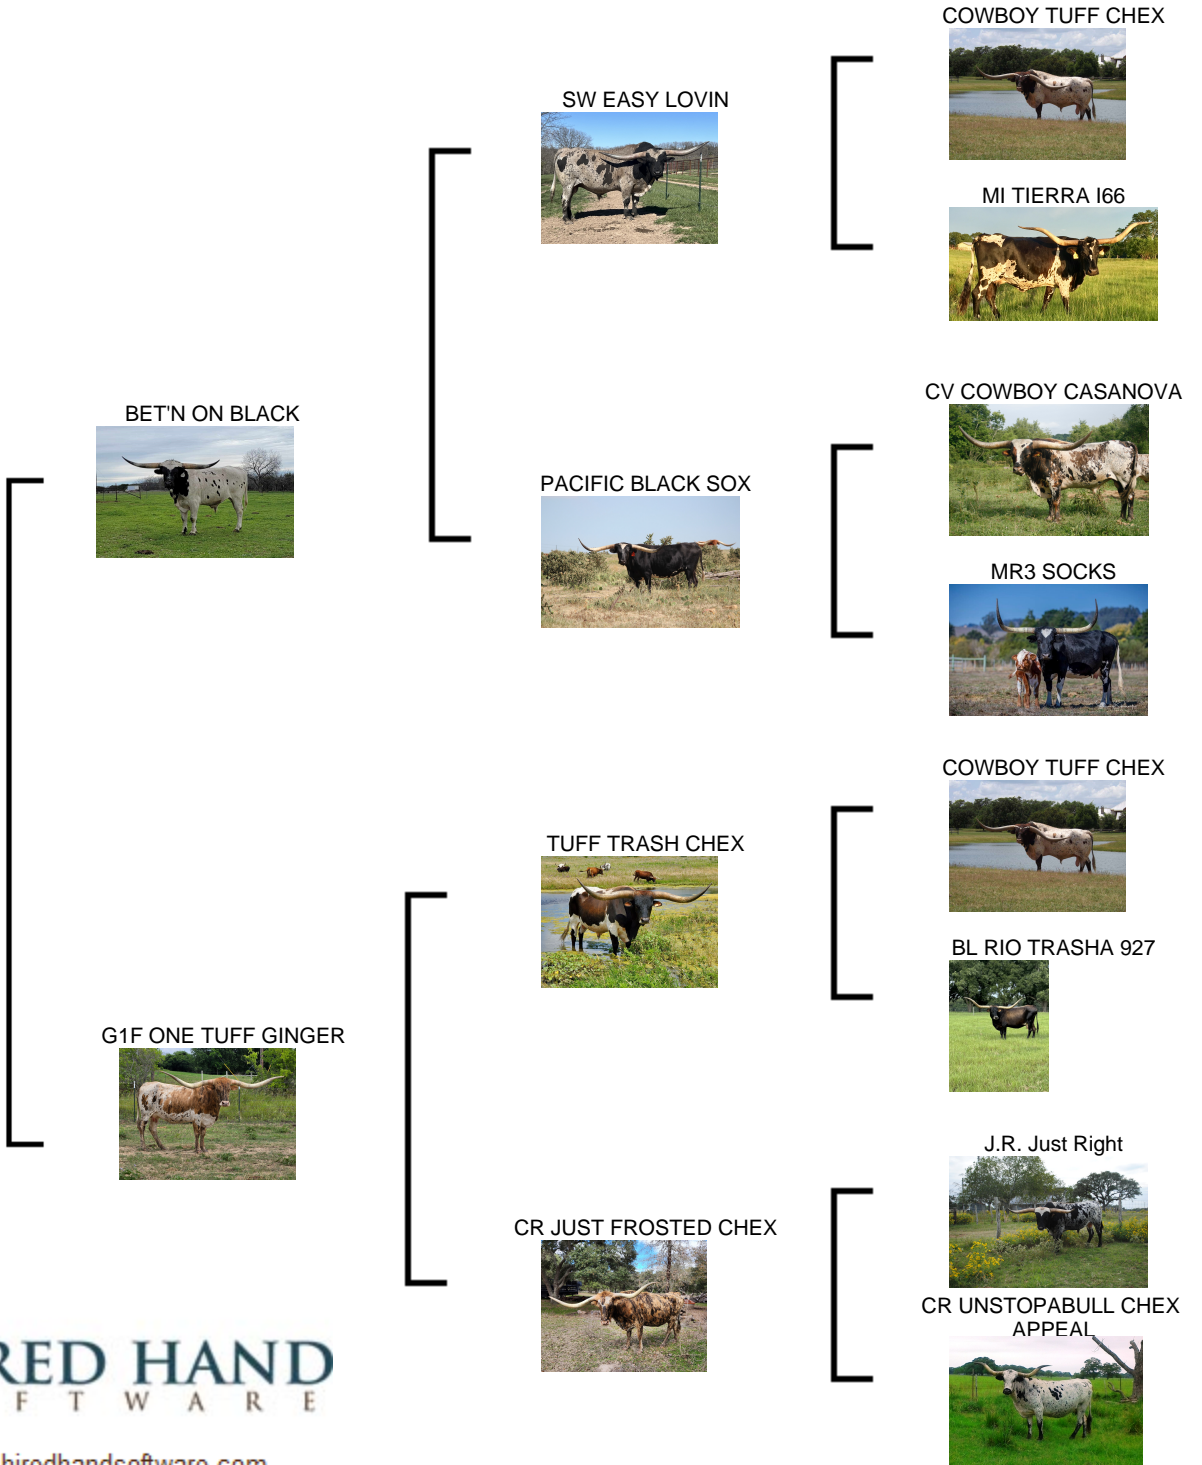 COWBOY TUFF CHEX
SW EASY LOVIN
MI TIERRA I66
CV COWBOY CASANOVA
BET'N ON BLACK
PACIFIC BLACK SOX
MR3 SOCKS
COWBOY TUFF CHEX
TUFF TRASH CHEX
BL RIO TRASHA 927
G1F ONE TUFF GINGER
J.R. Just Right
CR JUST FROSTED CHEX
CR UNSTOPABULL CHEX
APPEAL
RED HAND
F T W A R E
hiredhandsoftware.com